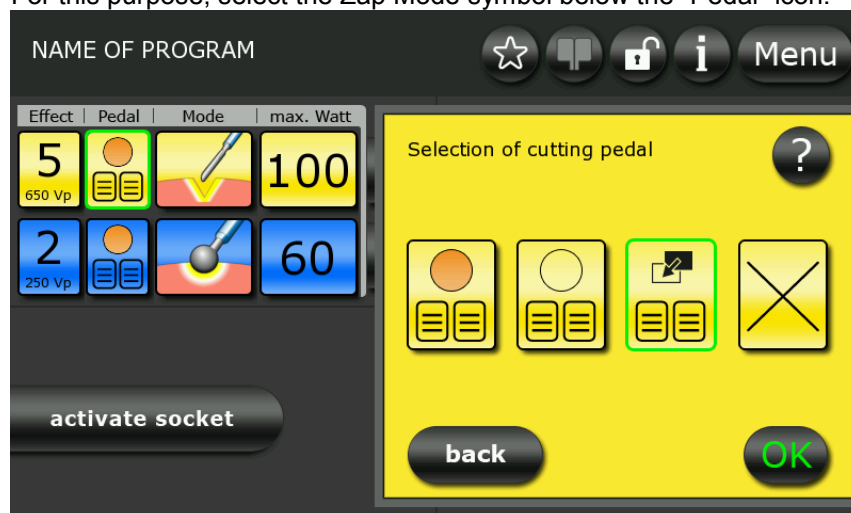 For this purpose, select the Zap Mode symbol below the "Pedal" icon.
NAME OF PROGRAM
i
Menu
Effect | Pedal | Mode | max. Watt
5
650 Vp
100
2
250 Vp
60
Selection of cutting pedal
?
activate socket
back
OK